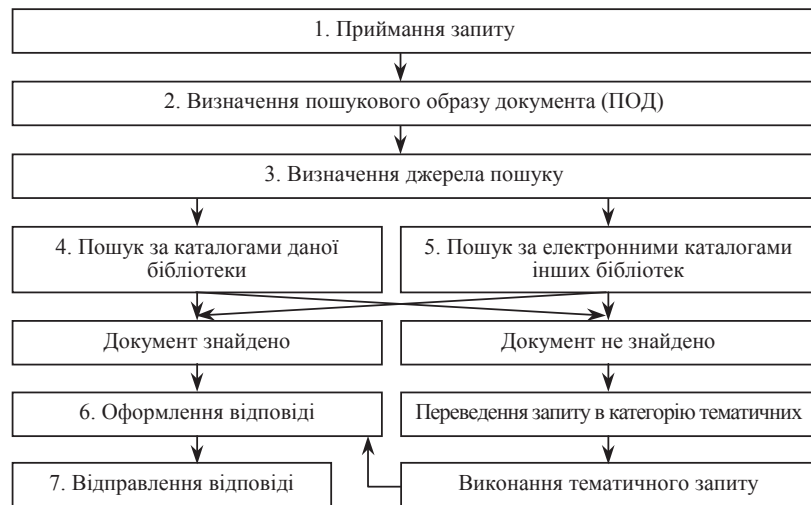 1. Приймання запиту
2. Визначення пошукового образу документа (ПОД)
3. Визначення джерела пошуку
4. Пошук за каталогами даної
бібліотеки
5. Пошук за електронними каталогами
інших бібліотек
Документ знайдено
Документ не знайдено
6. Оформлення відповіді
Переведення запиту в категорію тематичних
7. Відправлення відповіді
Виконання тематичного запиту